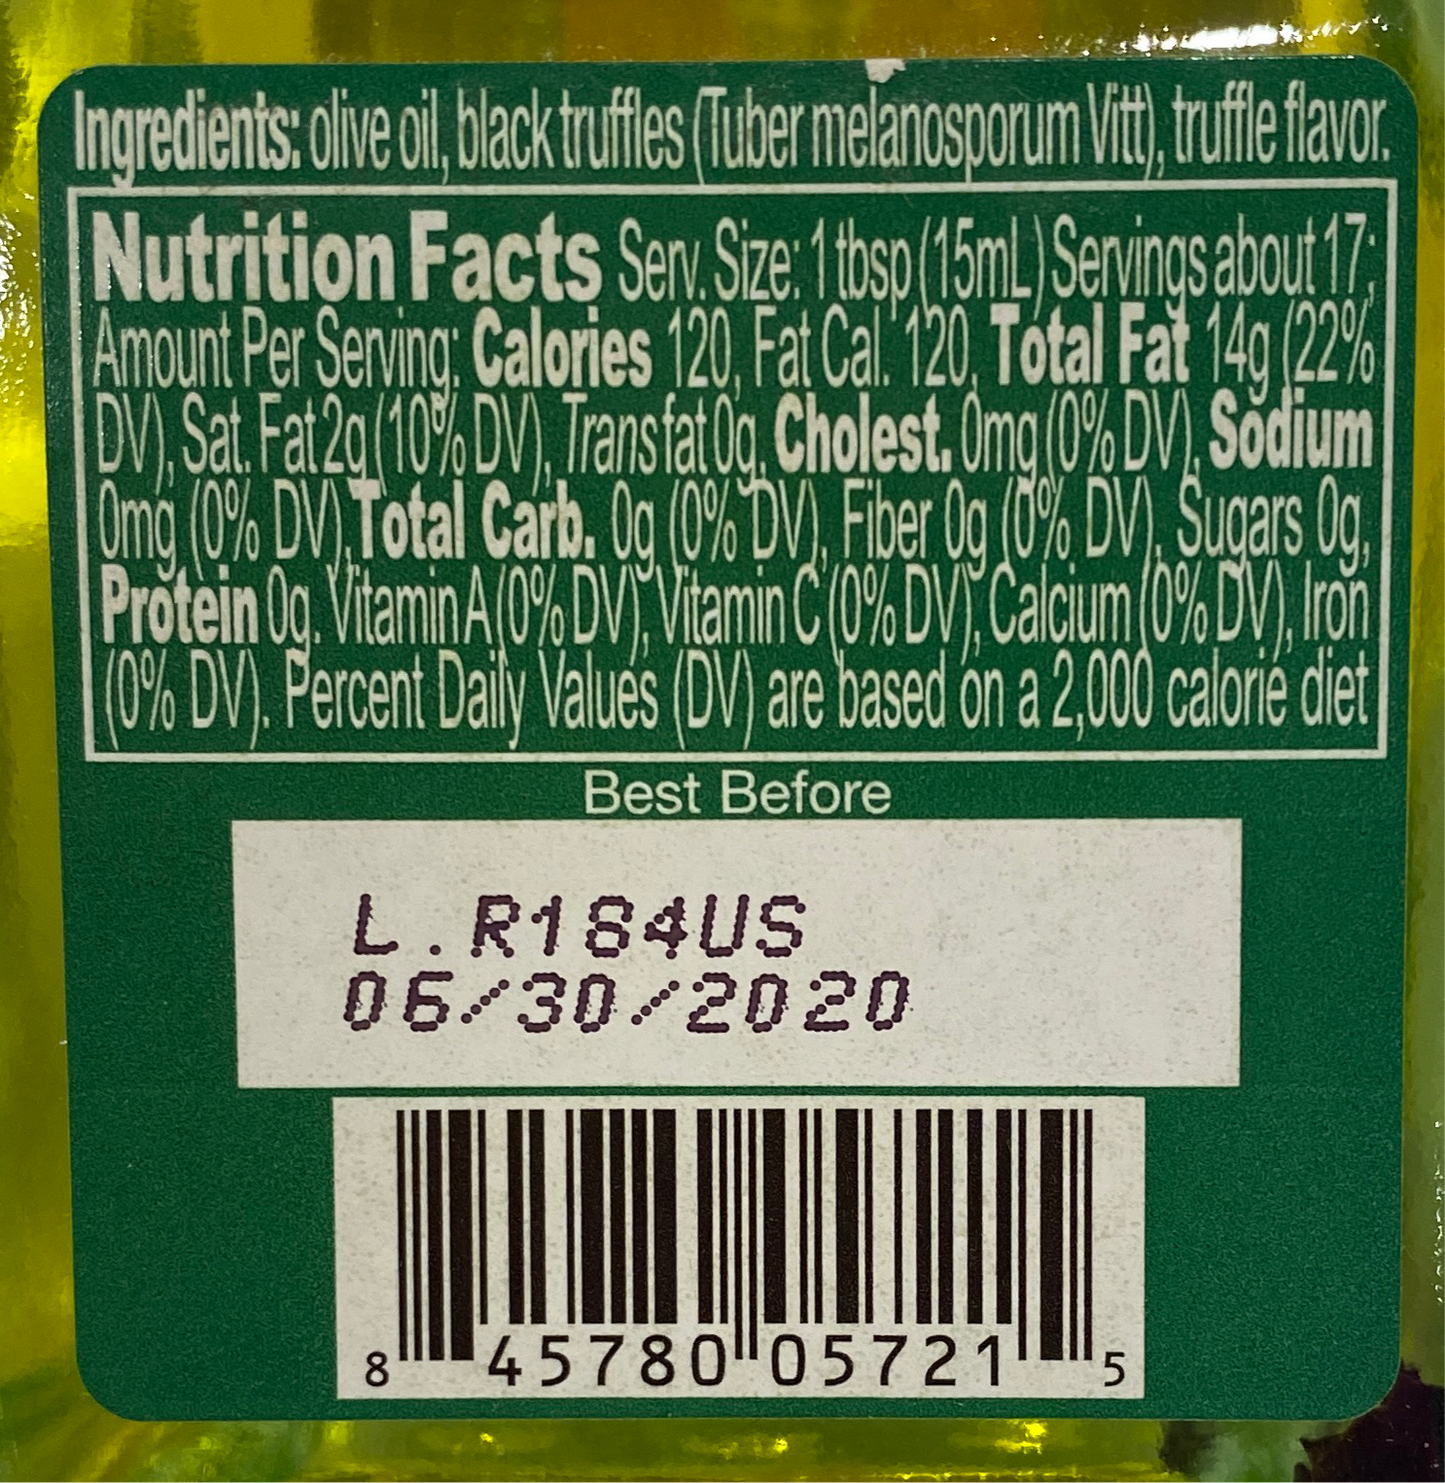 Ingredients: olive oil, black truffles (Tuber melanosporum Vitt), truffle flavor.
Nutrition Facts Serv. Size: 1 tbsp (15mL) Servings about 17;
Amount Per Serving: Calories 120, Fat Cal. 120, Total Fat 14g (22%
DV), Sat. Fat 2g (10% DV), Trans fat 0g, Cholest. 0mg (0% DV), Sodium
0mg (0% DV), Total Carb. 0g (0% DV), Fiber 0g (0% DV), Sugars 0g,
Protein 0g. Vitamin A (0% DV), Vitamin C (0% DV), Calcium (0% DV), Iron
(0% DV). Percent Daily Values (DV) are based on a 2,000 calorie diet
Best Before
L.R184US
06/30/2020
8 45780 05721 5